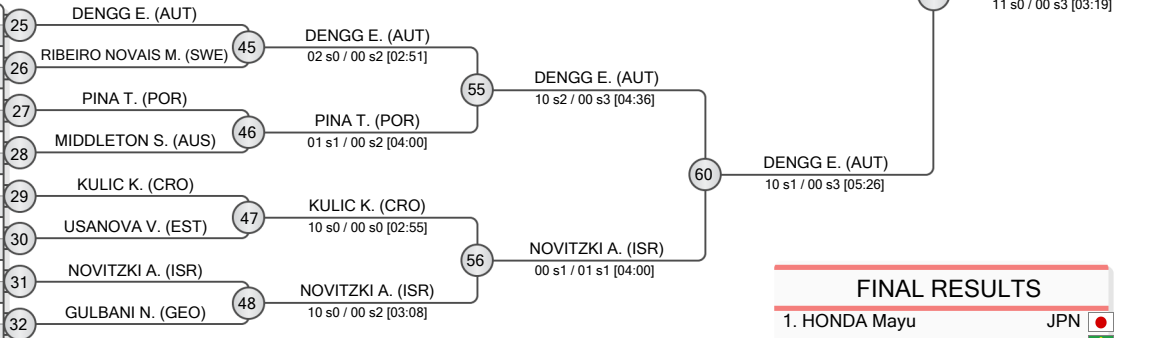 11 s0 / 00 s3 [03:19]
25 DENGG E. (AUT)
45 DENGG E. (AUT)
02 s0 / 00 s2 [02:51]
26 RIBEIRO NOVAIS M. (SWE)
55 DENGG E. (AUT)
10 s2 / 00 s3 [04:36]
27 PINA T. (POR)
46 PINA T. (POR)
01 s1 / 00 s2 [04:00]
28 MIDDLETON S. (AUS)
60 DENGG E. (AUT)
10 s1 / 00 s3 [05:26]
29 KULIC K. (CRO)
47 KULIC K. (CRO)
10 s0 / 00 s0 [02:55]
30 USANOVA V. (EST)
56 NOVITZKI A. (ISR)
00 s1 / 01 s1 [04:00]
31 NOVITZKI A. (ISR)
48 NOVITZKI A. (ISR)
10 s0 / 00 s2 [03:08]
32 GULBANI N. (GEO)
FINAL RESULTS
1. HONDA Mayu JPN